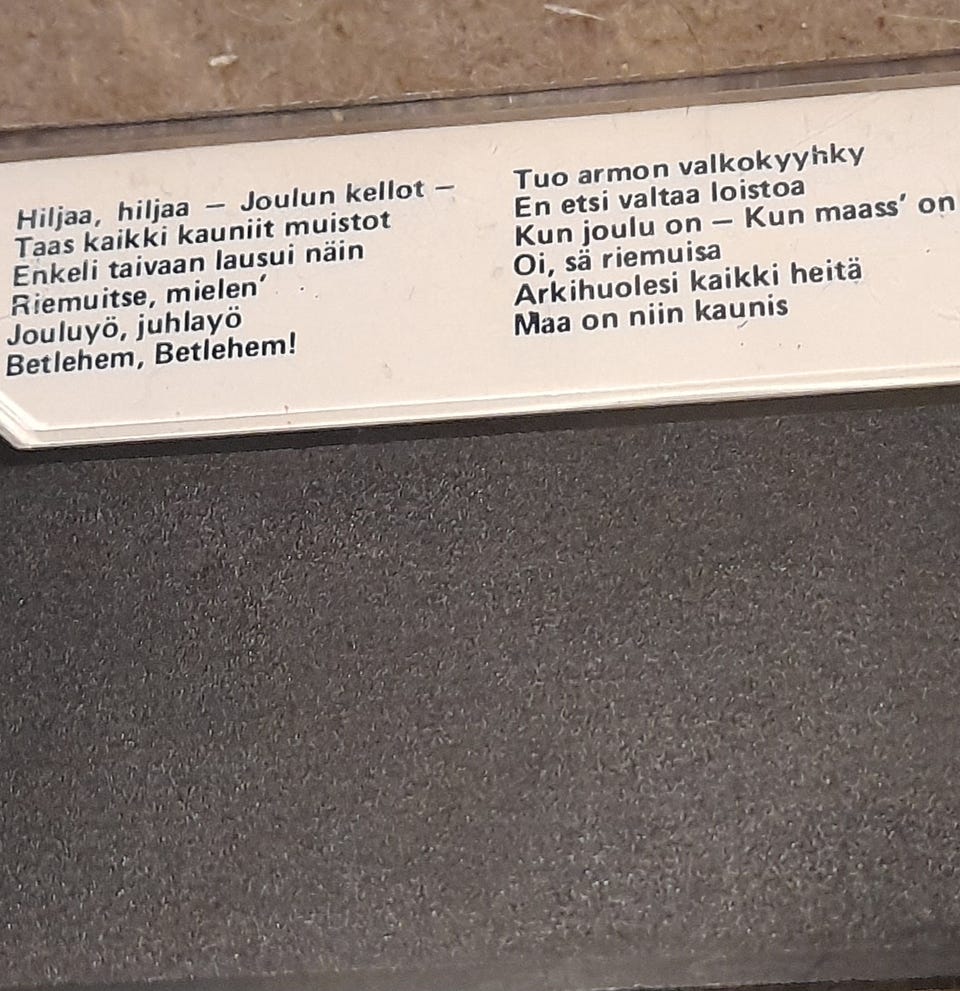 Hiljaa, hiljaa – Joulun kellot –
Taas kaikki kauniit muistot
Enkeli taivaan lausui näin
Riemuitse, mielen’
Jouluyö, juhlayö
Betlehem, Betlehem!
Tuo armon valkokyyhky
En etsi valtaa loistoa
Kun joulu on – Kun maass’ on
Oi, sä riemuisa
Arkihuolesi kaikki heitä
Maa on niin kaunis